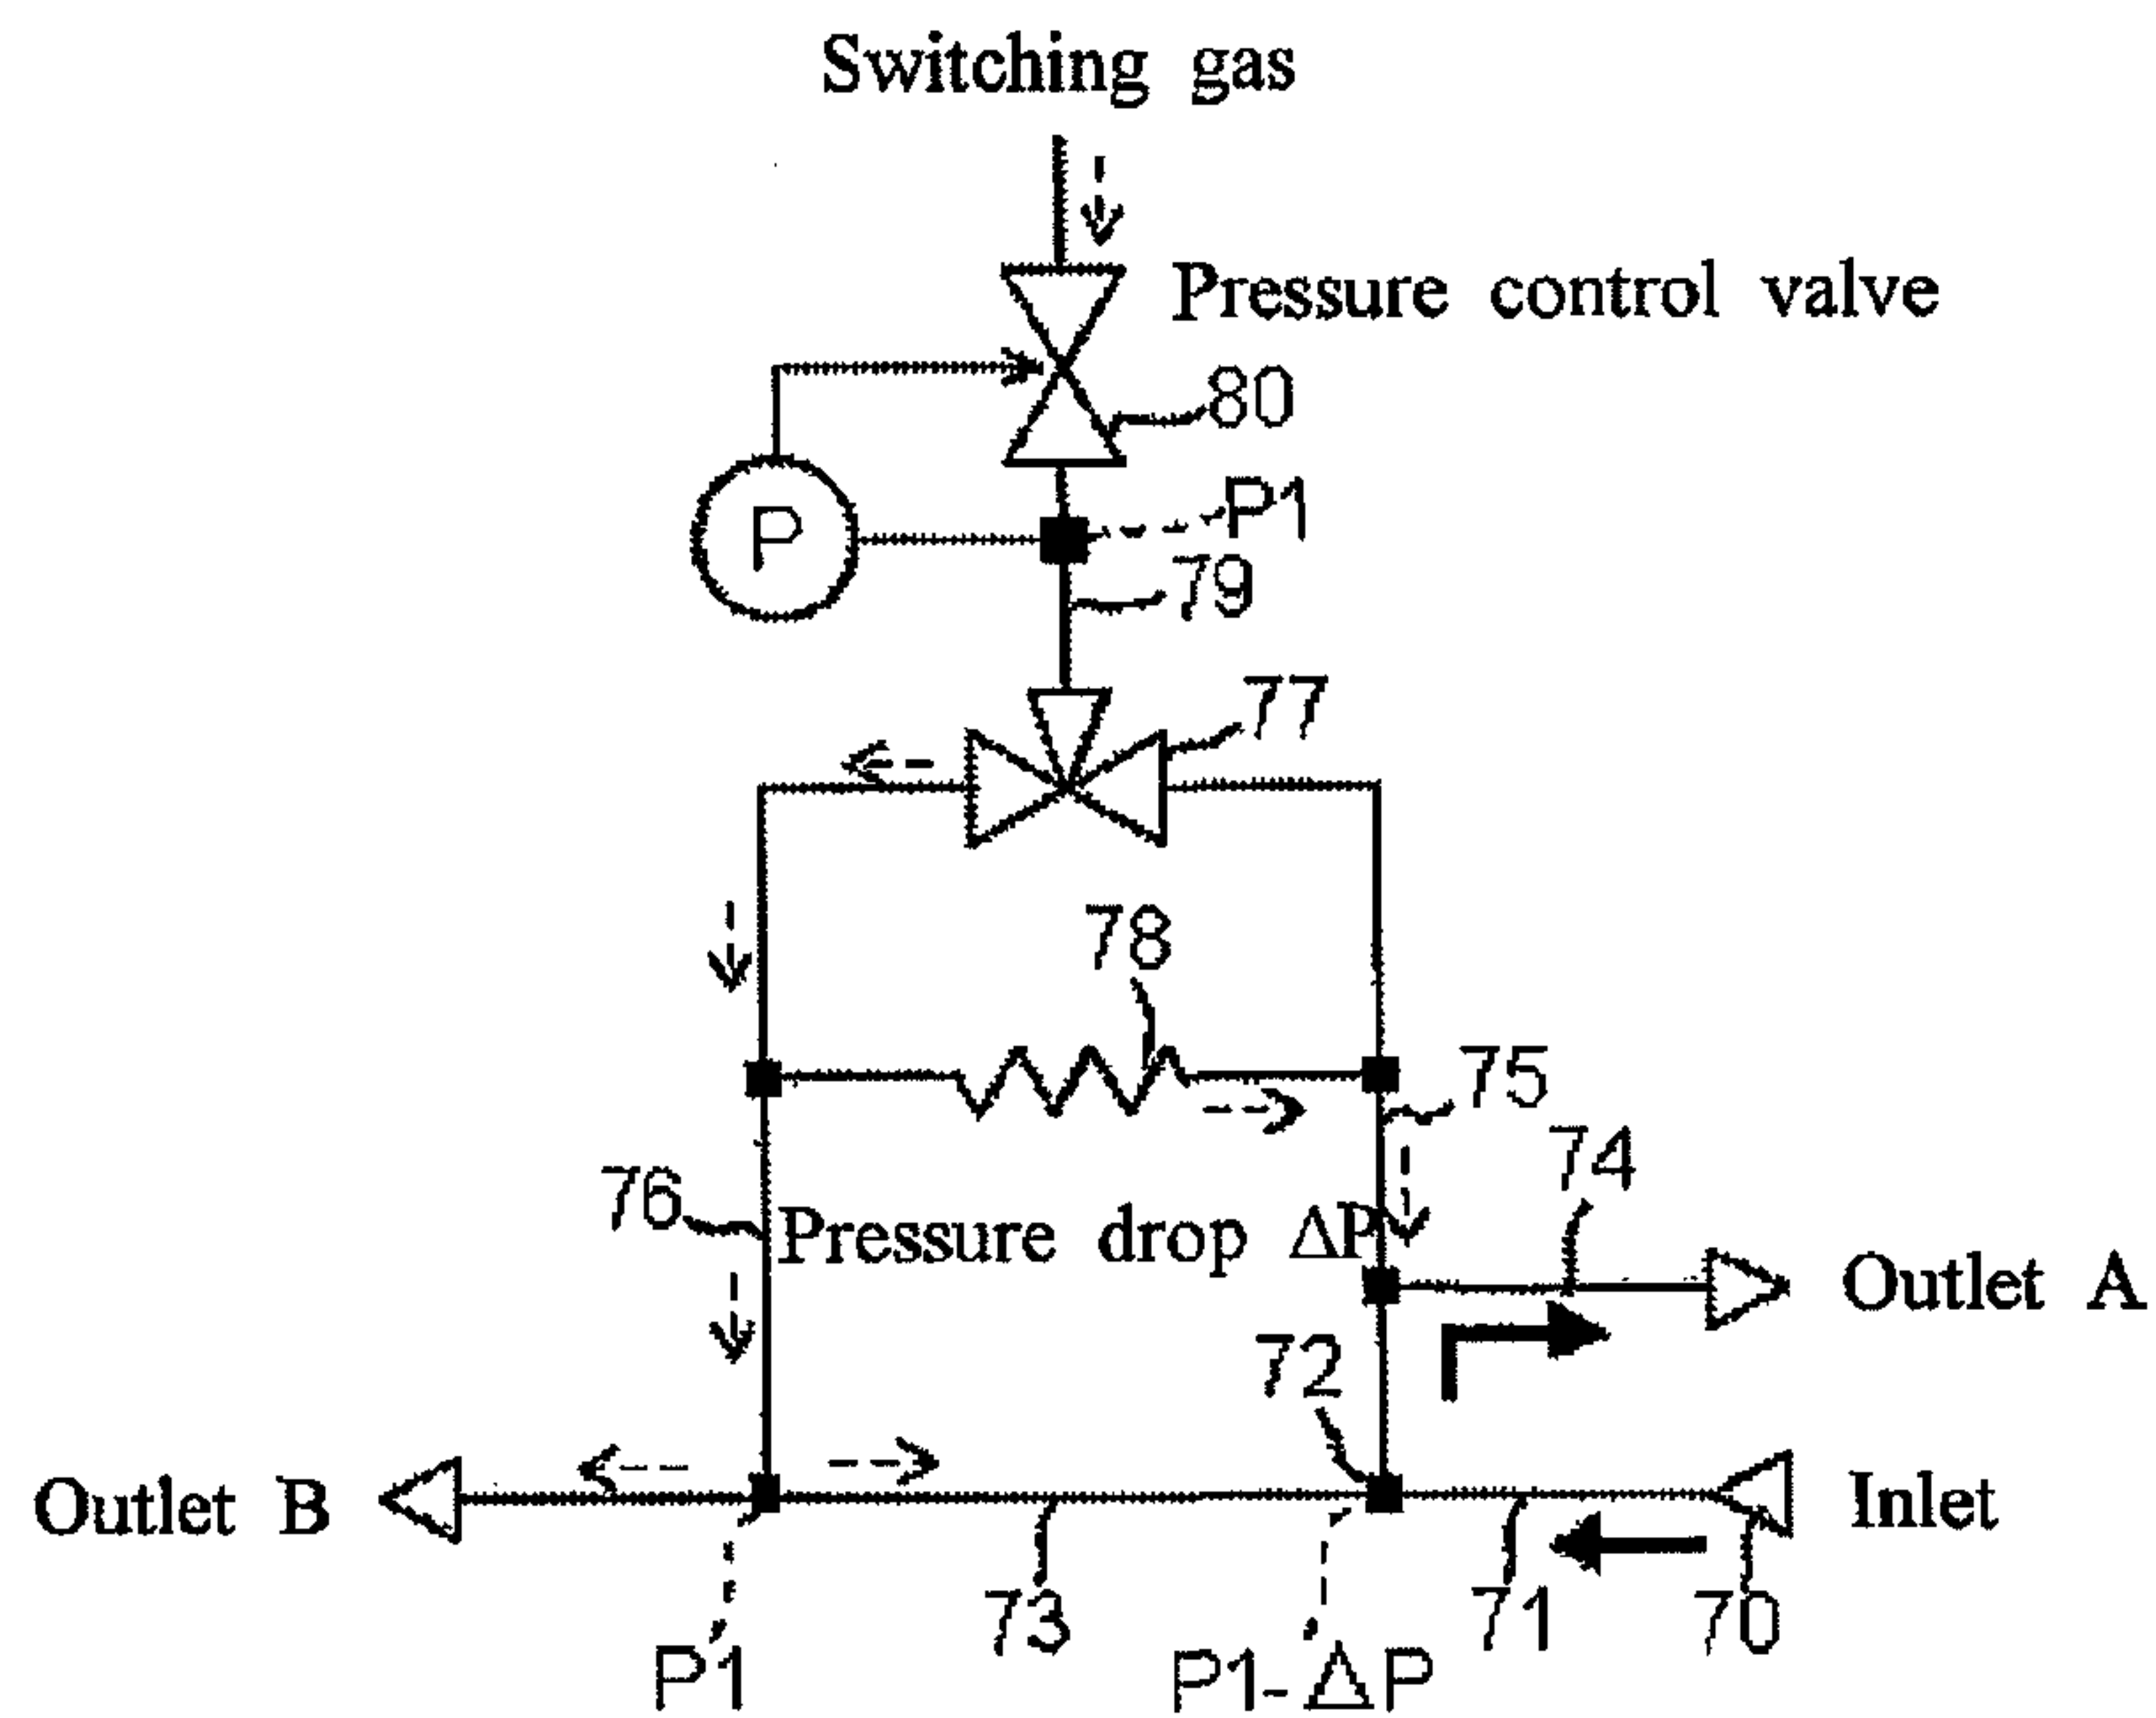 Switching gas
Pressure control valve
80
P
P1
79
77
78
75
74
76
Pressure drop ΔP
Outlet A
72
Outlet B
Inlet
73
71
70
P1
P1-ΔP